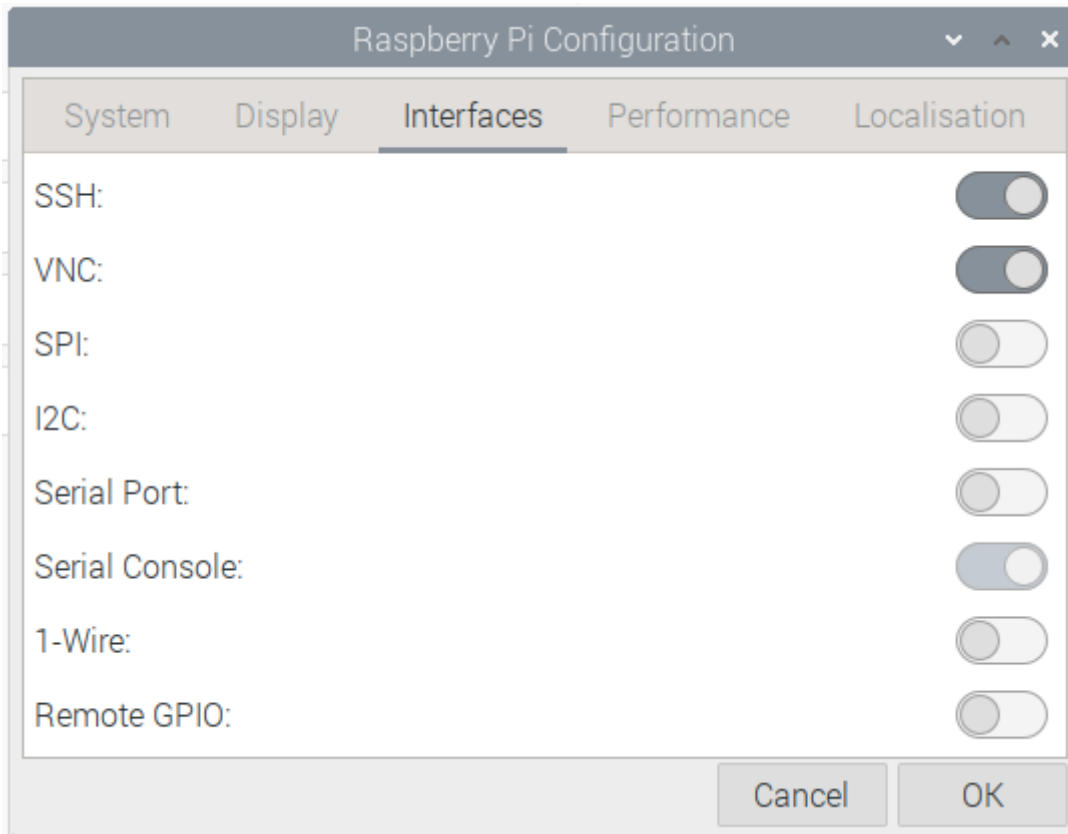 Raspberry Pi Configuration
System Display Interfaces Performance Localisation
SSH:
VNC:
SPI:
I2C:
Serial Port:
Serial Console:
1-Wire:
Remote GPIO:
Cancel OK